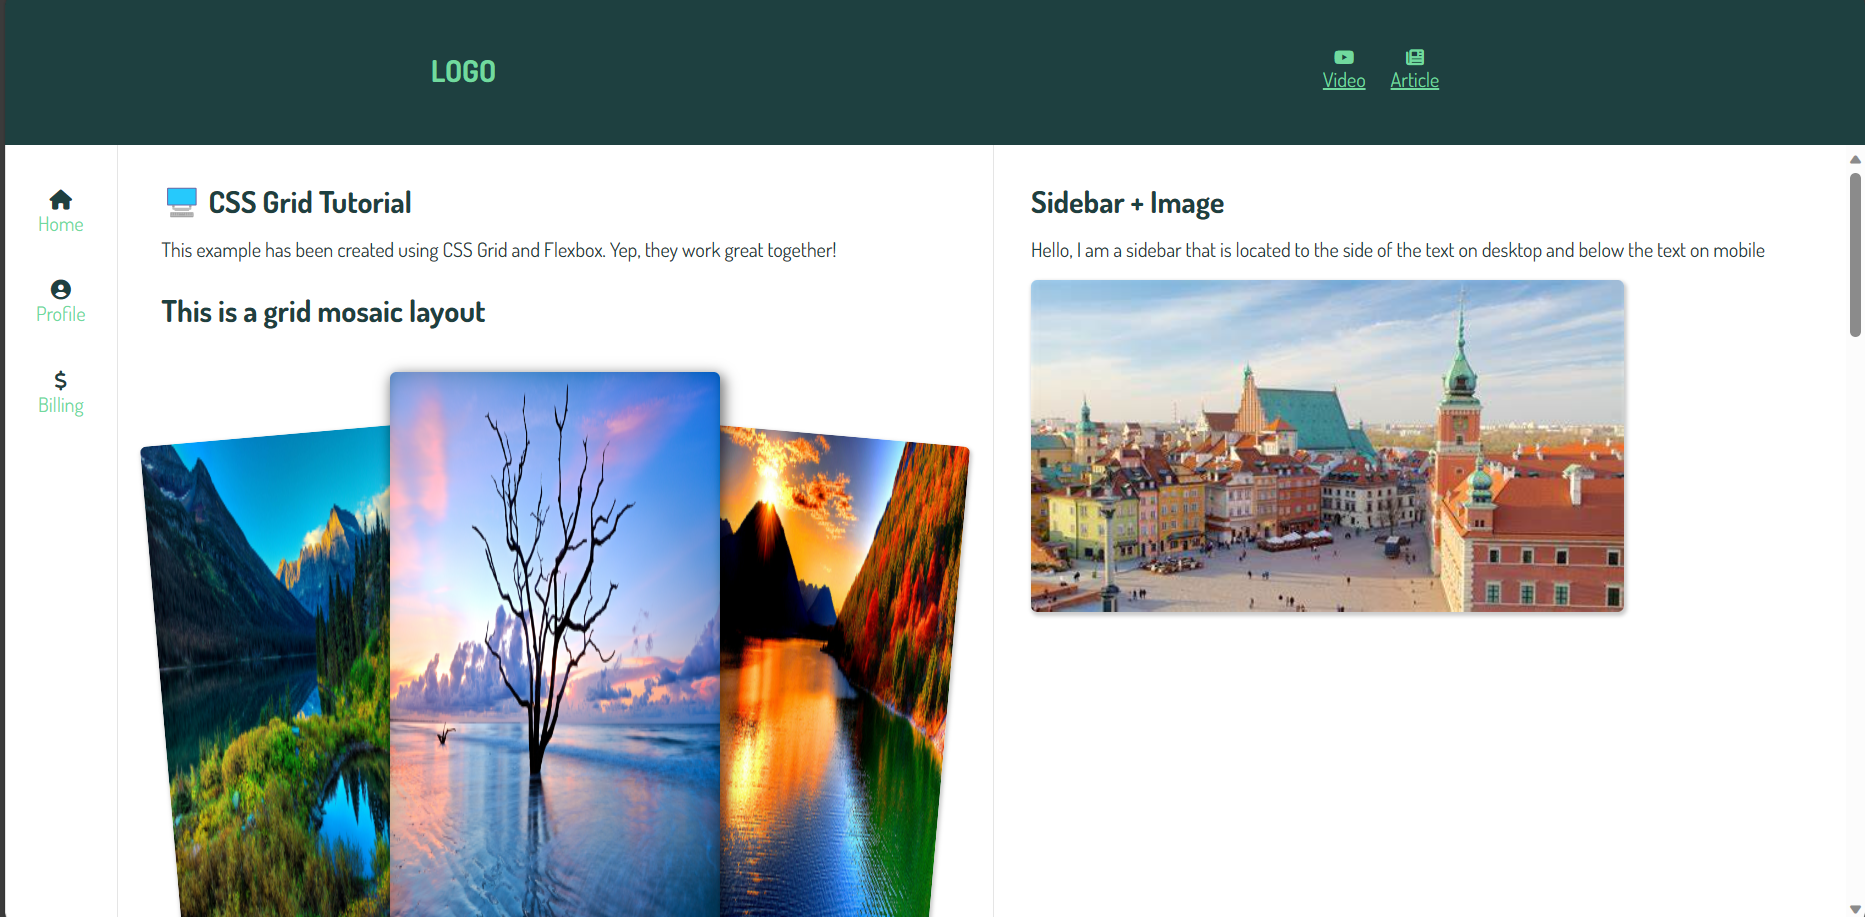 LOGO
Video
Article
Home
Profile
Billing
CSS Grid Tutorial
This example has been created using CSS Grid and Flexbox. Yep, they work great together!
This is a grid mosaic layout
Sidebar + Image
Hello, I am a sidebar that is located to the side of the text on desktop and below the text on mobile